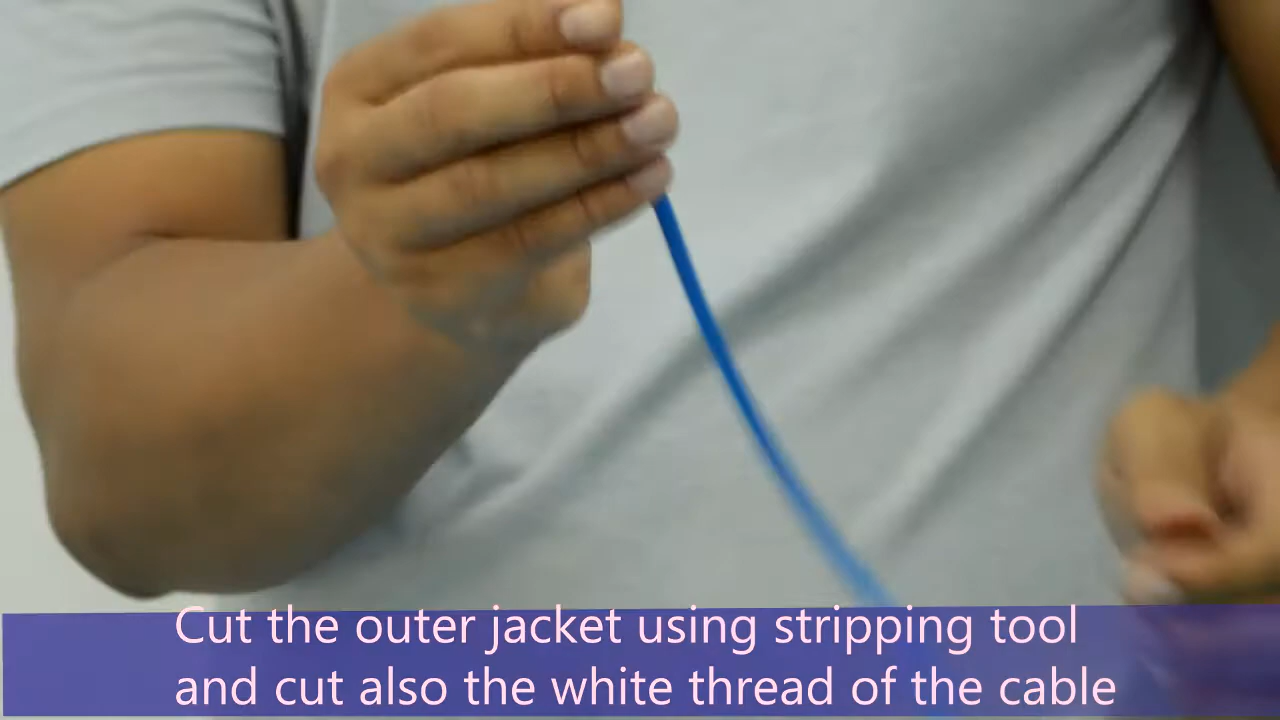 Cut the outer jacket using stripping tool
and cut also the white thread of the cable